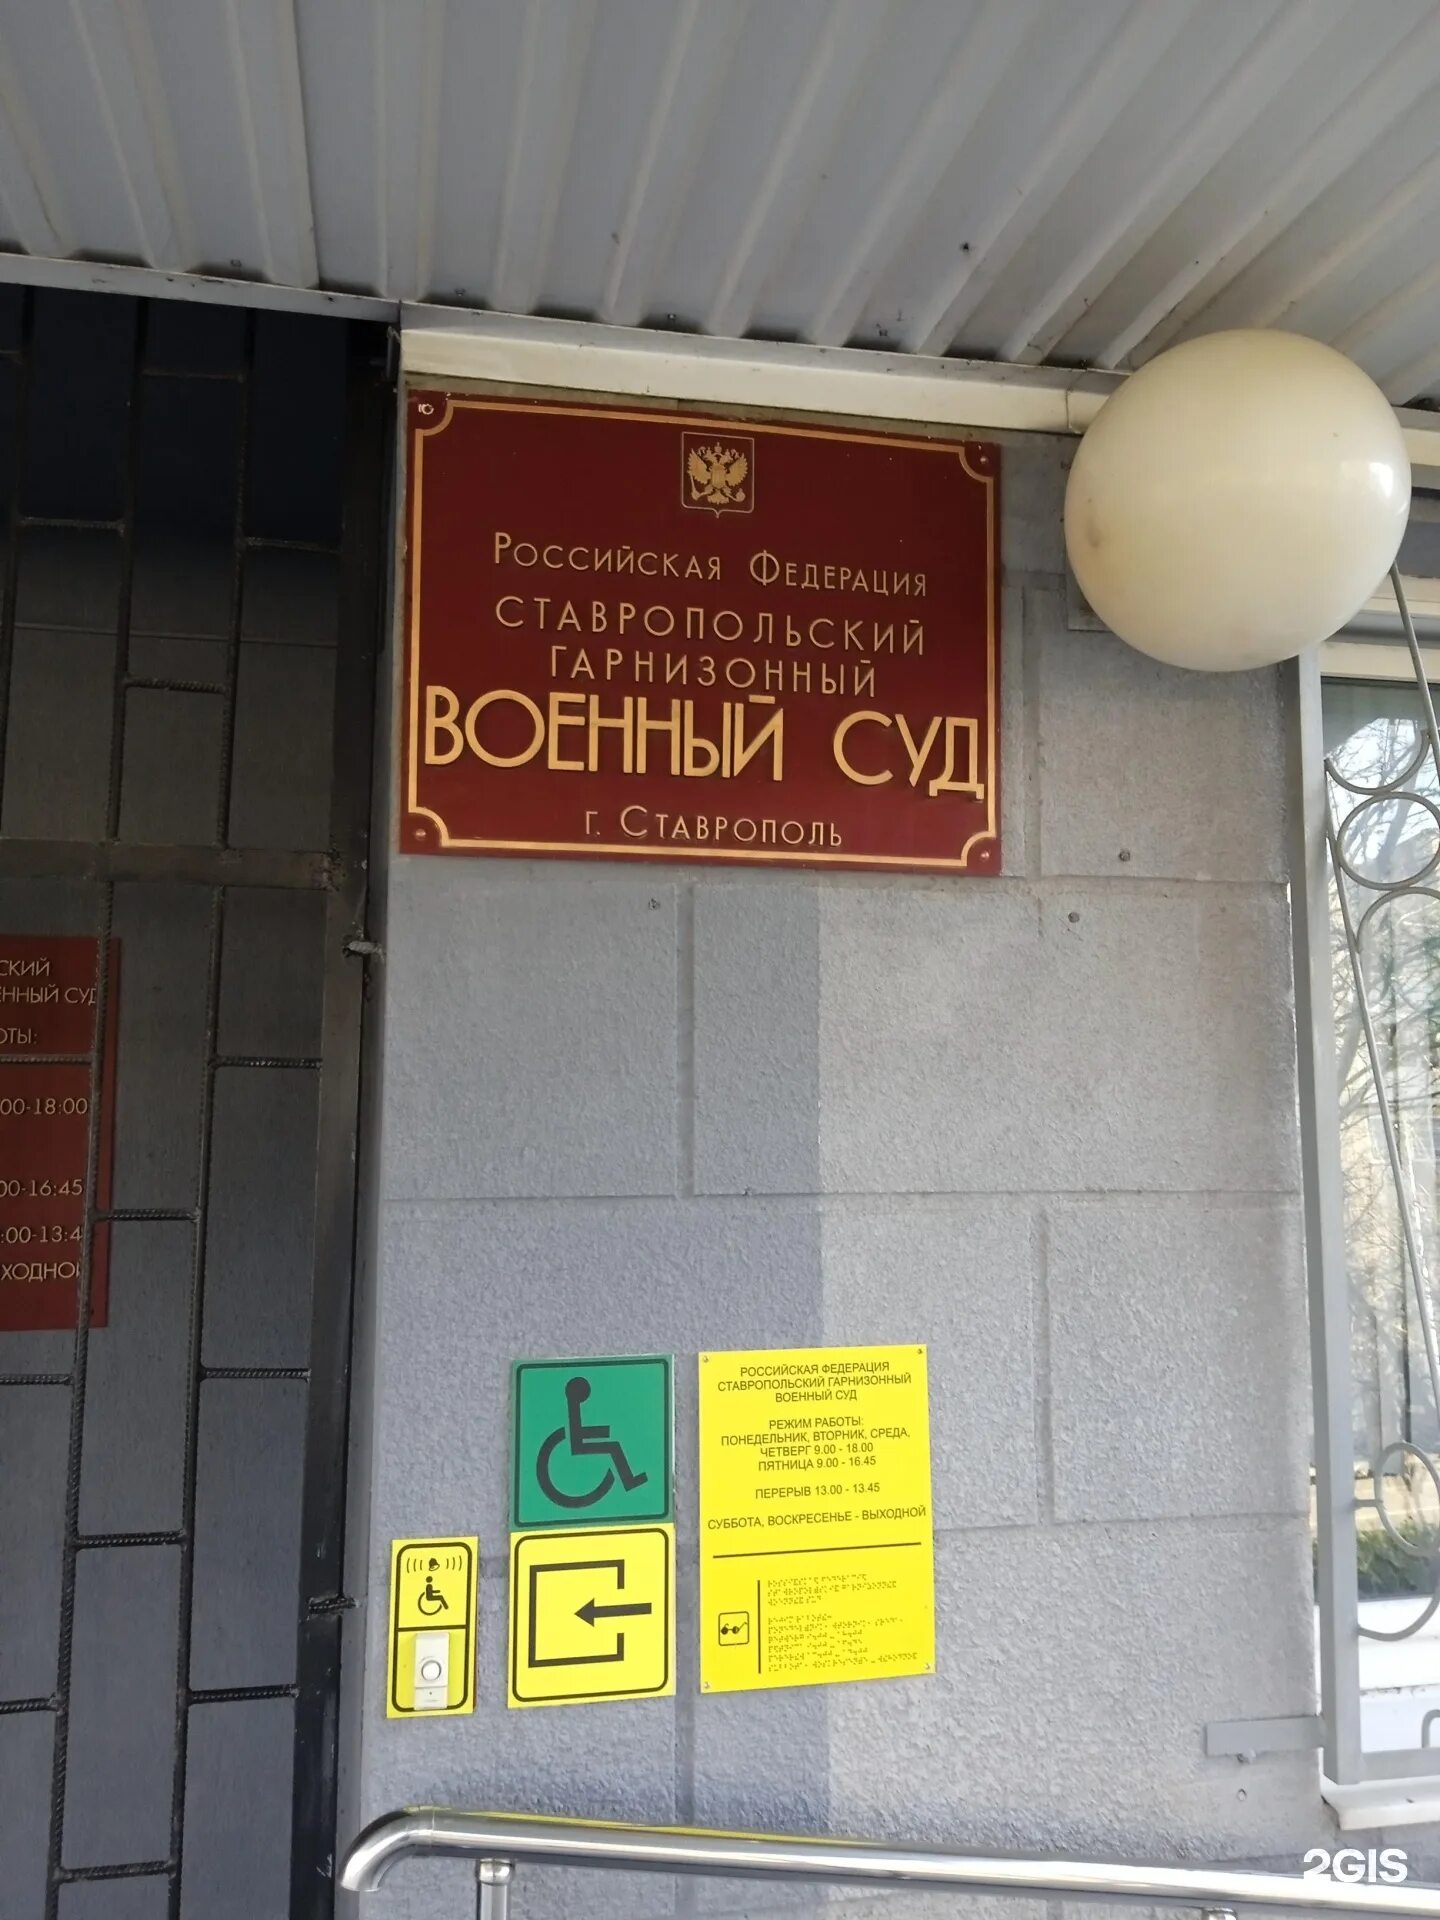 Российская Федерация
СТАВРОПОЛЬСКИЙ
ГАРНИЗОННЫЙ
ВОЕННЫЙ СУД
г. Ставрополь
СКИЙ
ЕННЫЙ СУД
ОТЫ:
00-18:00
00-16:45
:00-13:4
ХОДНОЙ
РОССИЙСКАЯ ФЕДЕРАЦИЯ
СТАВРОПОЛЬСКИЙ ГАРНИЗОННЫЙ
ВОЕННЫЙ СУД
РЕЖИМ РАБОТЫ:
ПОНЕДЕЛЬНИК, ВТОРНИК, СРЕДА,
ЧЕТВЕРГ 9.00 - 18.00
ПЯТНИЦА 9.00 - 16.45
ПЕРЕРЫВ 13.00 - 13.45
СУББОТА, ВОСКРЕСЕНЬЕ - ВЫХОДНОЙ
2GIS